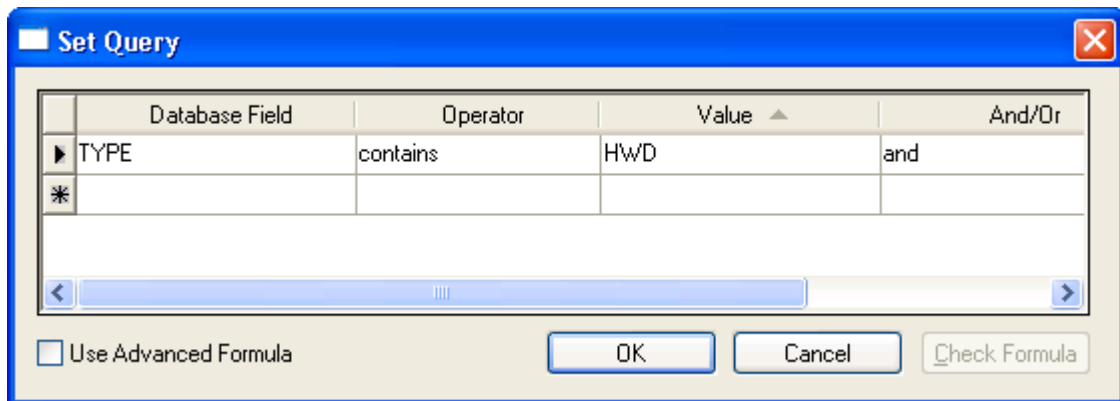 Set Query
Database Field Operator Value And/Or
TYPE contains HWD and
Use Advanced Formula OK Cancel Check Formula